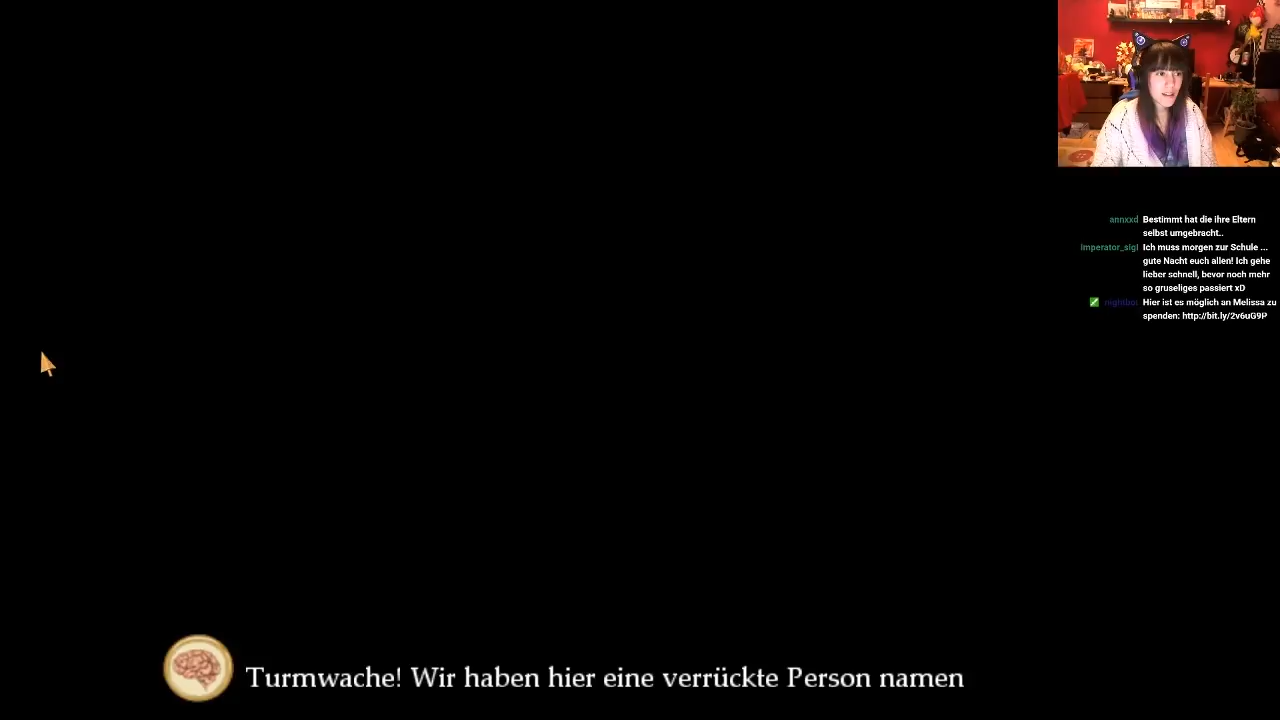 annxxd Bestimmt hat die ihre Eltern
selbst umgebracht..
imperator_sigi Ich muss morgen zur Schule ...
gute Nacht euch allen! Ich gehe
lieber schnell, bevor noch mehr
so gruseliges passiert xD
nightbot Hier ist es möglich an Melissa zu
spenden: http://bit.ly/2v6uG9P
Turmwache! Wir haben hier eine verrückte Person namen